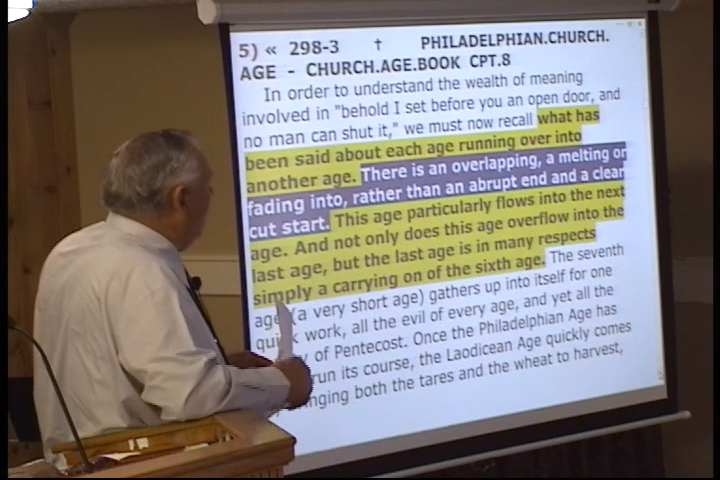 5) « 298-3 † PHILADELPHIAN.CHURCH.
AGE - CHURCH.AGE.BOOK CPT.8
In order to understand the wealth of meaning
involved in "behold I set before you an open door, and
no man can shut it," we must now recall what has
been said about each age running over into
another age. There is an overlapping, a melting or
fading into, rather than an abrupt end and a clear
cut start. This age particularly flows into the next
age. And not only does this age overflow into the
last age, but the last age is in many respects
simply a carrying on of the sixth age. The seventh
age (a very short age) gathers up into itself for one
quick work, all the evil of every age, and yet all the
of Pentecost. Once the Philadelphian Age has
run its course, the Laodicean Age quickly comes
nging both the tares and the wheat to harvest,